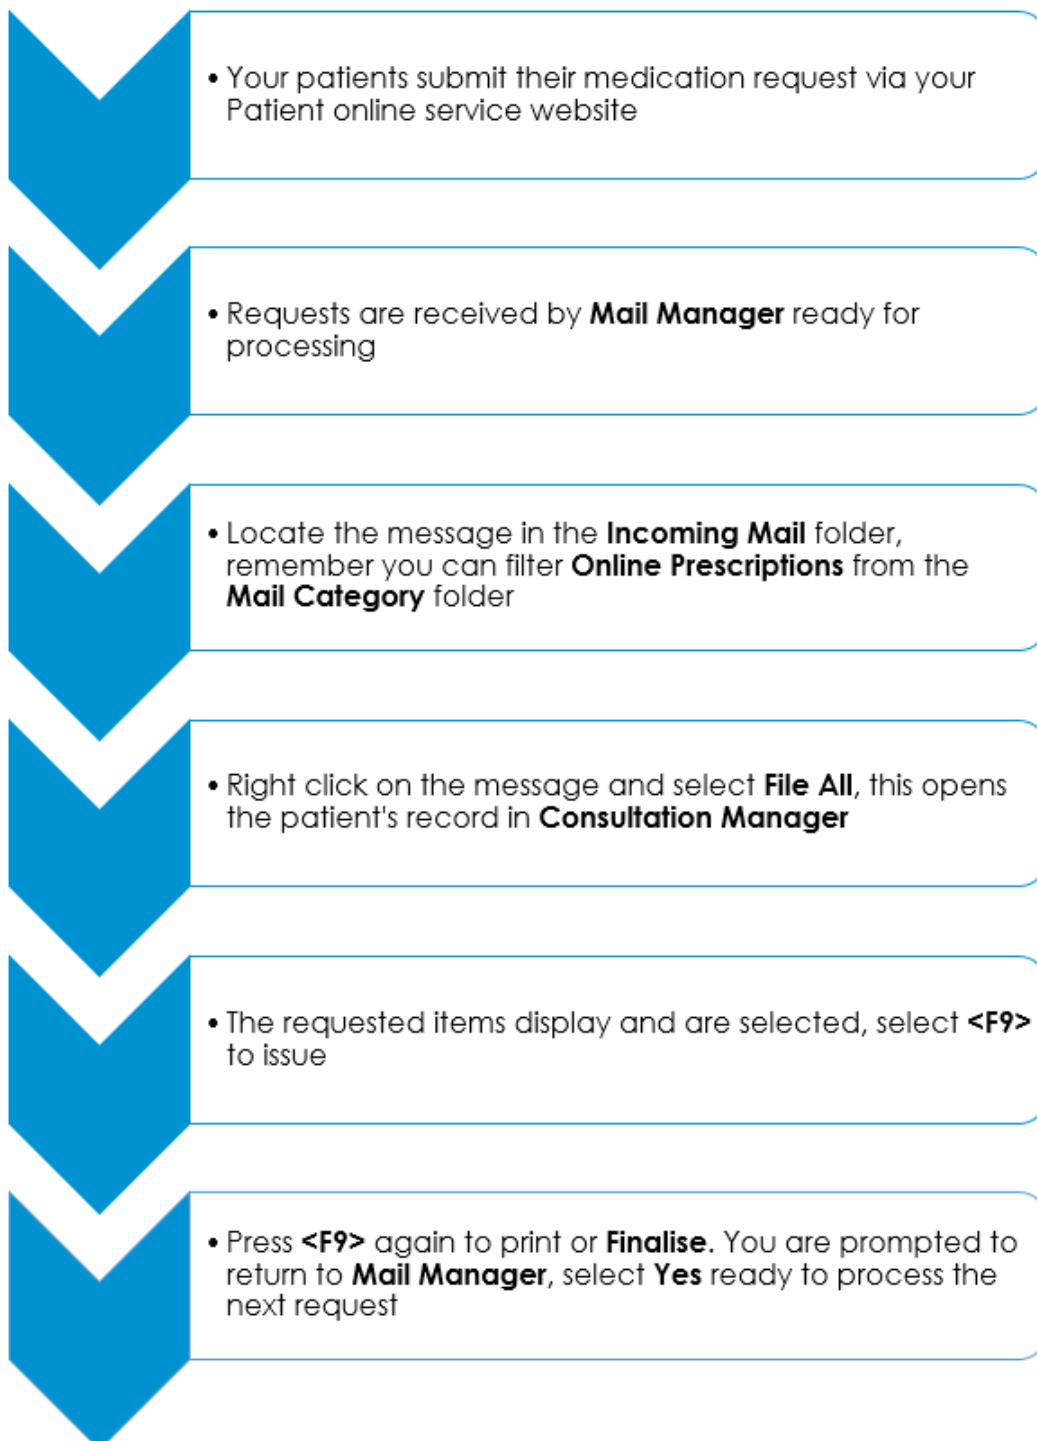 • Your patients submit their medication request via your
Patient online service website
• Requests are received by Mail Manager ready for
processing
• Locate the message in the Incoming Mail folder,
remember you can filter Online Prescriptions from the
Mail Category folder
• Right click on the message and select File All, this opens
the patient's record in Consultation Manager
• The requested items display and are selected, select <F9>
to issue
• Press <F9> again to print or Finalise. You are prompted to
return to Mail Manager, select Yes ready to process the
next request